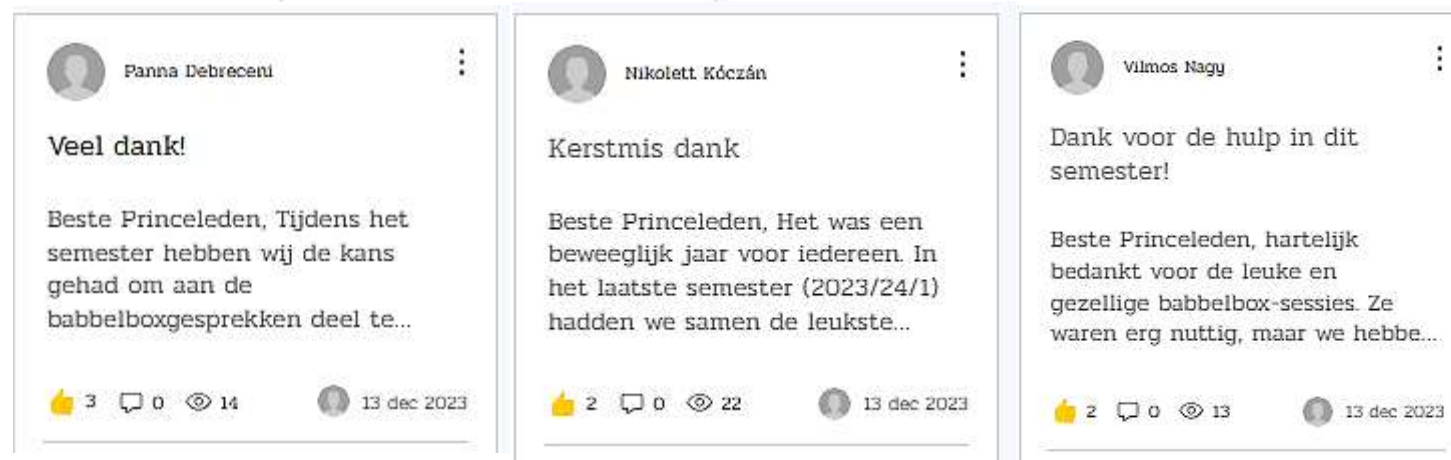 Panna Debreceni
Veel dank!
Beste Princeleden, Tijdens het
semester hebben wij de kans
gehad om aan de
babbelboxgesprekken deel te...
3 0 14 13 dec 2023
Nikolett Kóczán
Kerstmis dank
Beste Princeleden, Het was een
beweeglijk jaar voor iedereen. In
het laatste semester (2023/24/1)
hadden we samen de leukste...
2 0 22 13 dec 2023
Vilmos Nagy
Dank voor de hulp in dit
semester!
Beste Princeleden, hartelijk
bedankt voor de leuke en
gezellige babbelbox-sessies. Ze
waren erg nuttig, maar we hebbe...
2 0 13 13 dec 2023